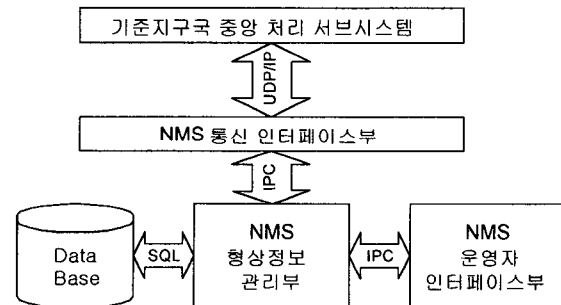 기준지구국 중앙 처리 서브시스템
UDP/IP
NMS 통신 인터페이스부
IPC
Data
Base
SQL
NMS
형상정보
관리부
IPC
NMS
운영자
인터페이스부